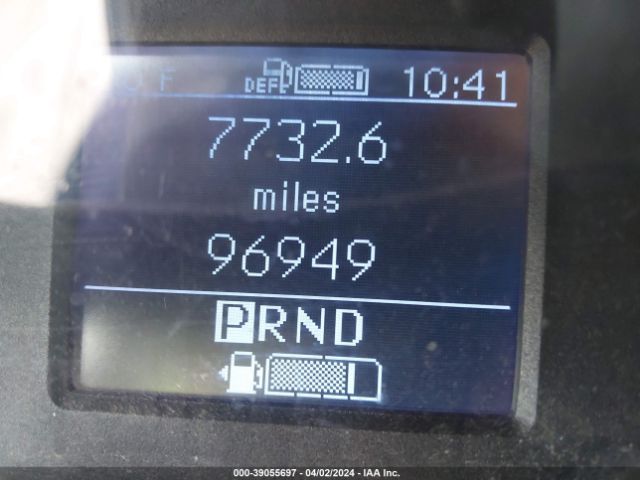 DEF 10:41
7732.6
miles
96949
PRND
000-39055697 - 04/02/2024 - IAA Inc.